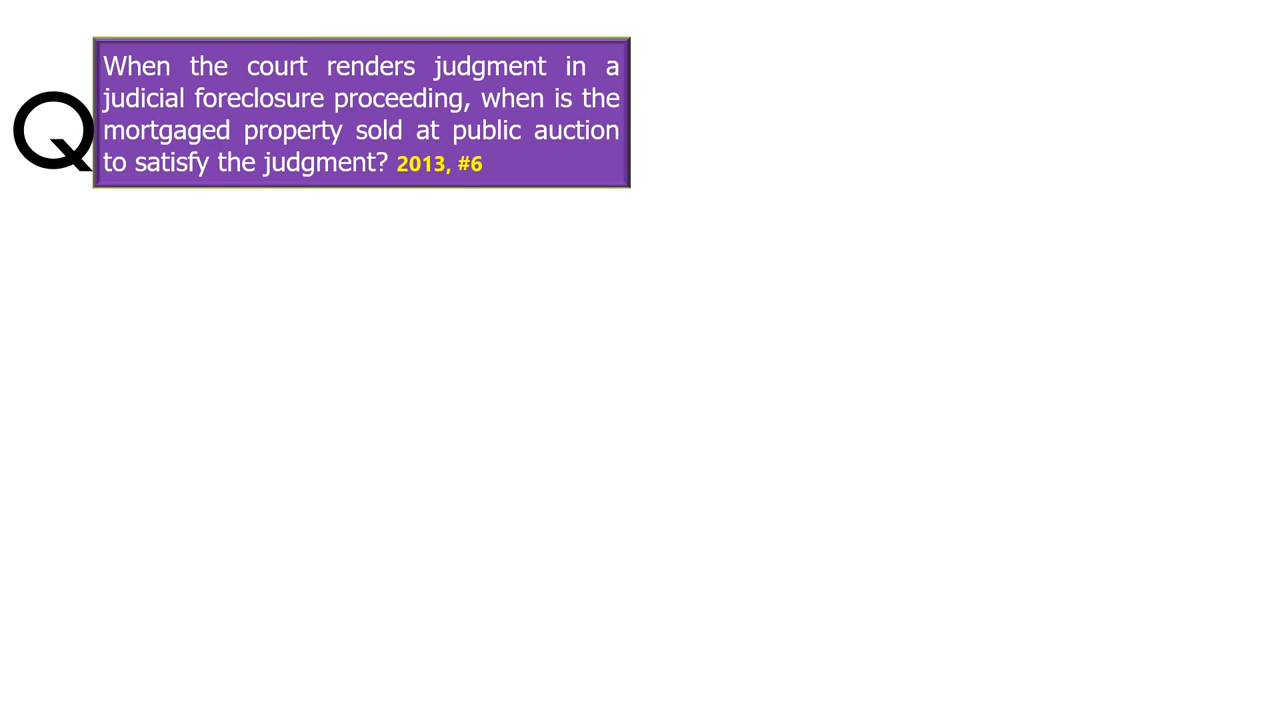 Q
When the court renders judgment in a
judicial foreclosure proceeding, when is the
mortgaged property sold at public auction
to satisfy the judgment? 2013, #6